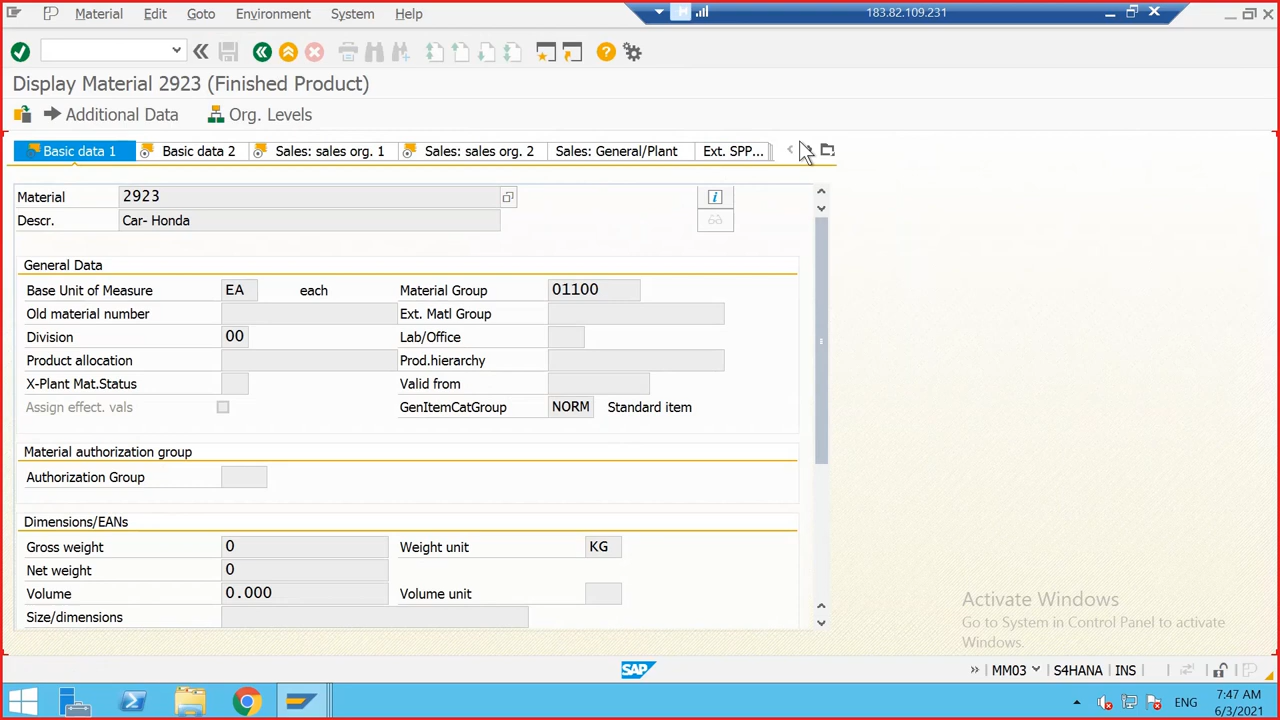 Material Edit Goto Environment System Help
183.82.109.231
Display Material 2923 (Finished Product)
Additional Data Org. Levels
Basic data 1 Basic data 2 Sales: sales org. 1 Sales: sales org. 2 Sales: General/Plant Ext. SPP...
Material 2923
Descr. Car- Honda
General Data
Base Unit of Measure EA each Material Group 01100
Old material number Ext. Matl Group
Division 00 Lab/Office
Product allocation Prod.hierarchy
X-Plant Mat.Status Valid from
Assign effect. vals GenItemCatGroup NORM Standard item
Material authorization group
Authorization Group
Dimensions/EANs
Gross weight 0 Weight unit KG
Net weight 0
Volume 0.000 Volume unit
Size/dimensions
Activate Windows
Go to System in Control Panel to activate
Windows.
SAP
MM03 S4HANA INS
ENG
7:47 AM
6/3/2021